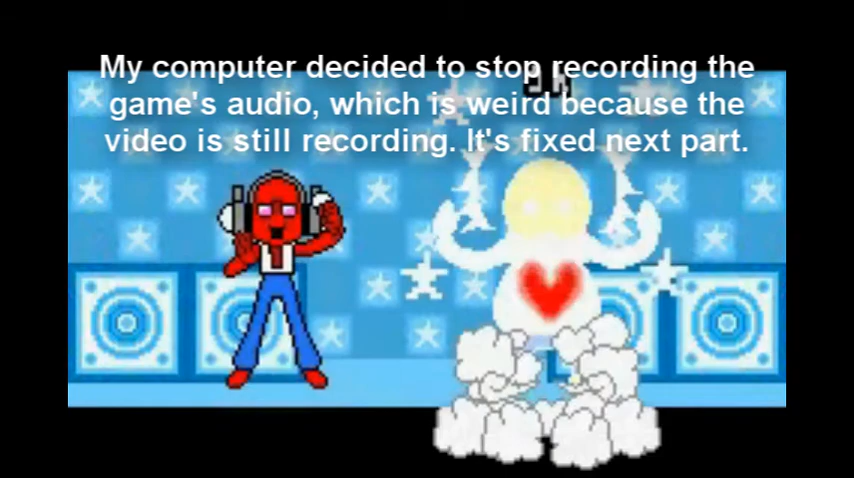 My computer decided to stop recording the
game's audio, which is weird because the
video is still recording. It's fixed next part.